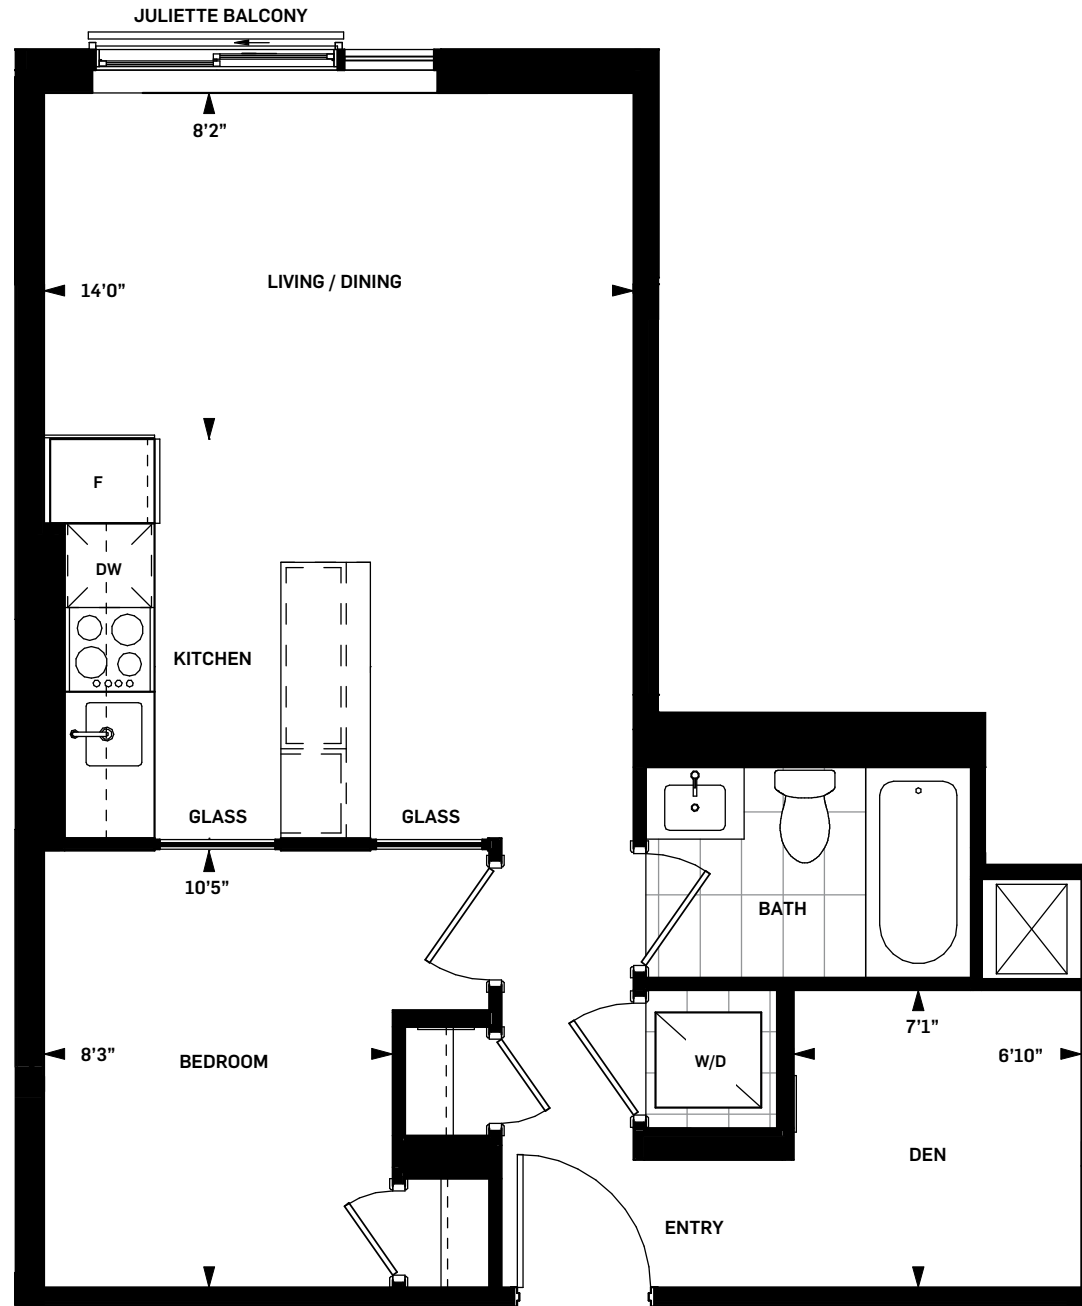 JULIETTE BALCONY
8’2”
14’0”
LIVING / DINING
F
DW
KITCHEN
GLASS
GLASS
10’5”
BATH
8’3”
BEDROOM
W/D
7’1”
6’10”
DEN
ENTRY